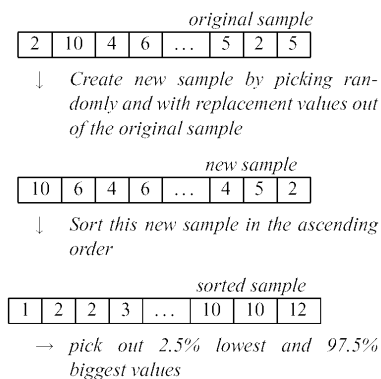 original sample
2 10 4 6 ... 5 2 5
↓ Create new sample by picking ran-
domly and with replacement values out
of the original sample
new sample
10 6 4 6 ... 4 5 2
↓ Sort this new sample in the ascending
order
sorted sample
1 2 2 3 ... 10 10 12
→ pick out 2.5% lowest and 97.5%
biggest values